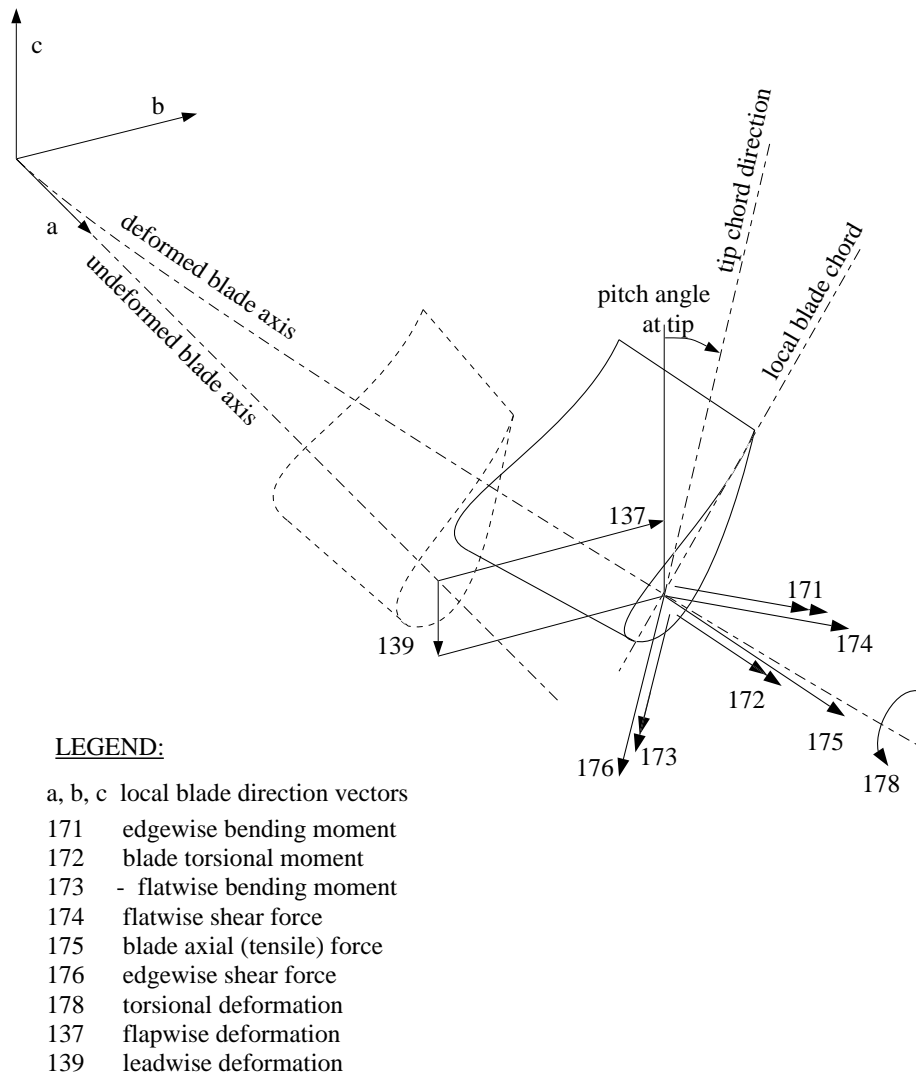 c
b
a
deformed blade axis
undeformed blade axis
tip chord direction
local blade chord
pitch angle
at tip
137
139
171
174
172
175
173
176
178
LEGEND:
a, b, c local blade direction vectors
171 edgewise bending moment
172 blade torsional moment
173 - flatwise bending moment
174 flatwise shear force
175 blade axial (tensile) force
176 edgewise shear force
178 torsional deformation
137 flapwise deformation
139 leadwise deformation